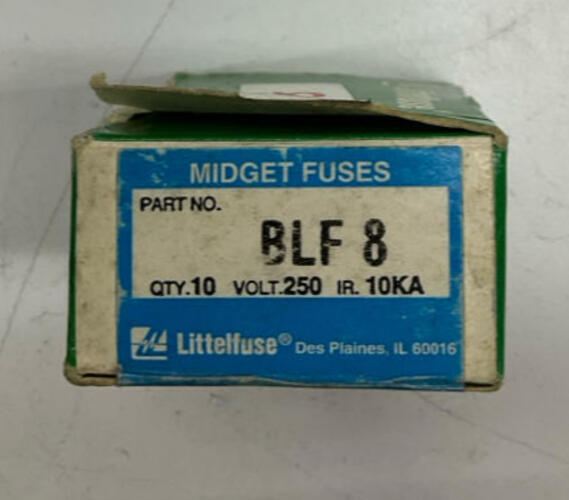 MIDGET FUSES
PART NO.
BLF 8
QTY.10 VOLT.250 IR. 10KA
Littelfuse® Des Plaines, IL 60016